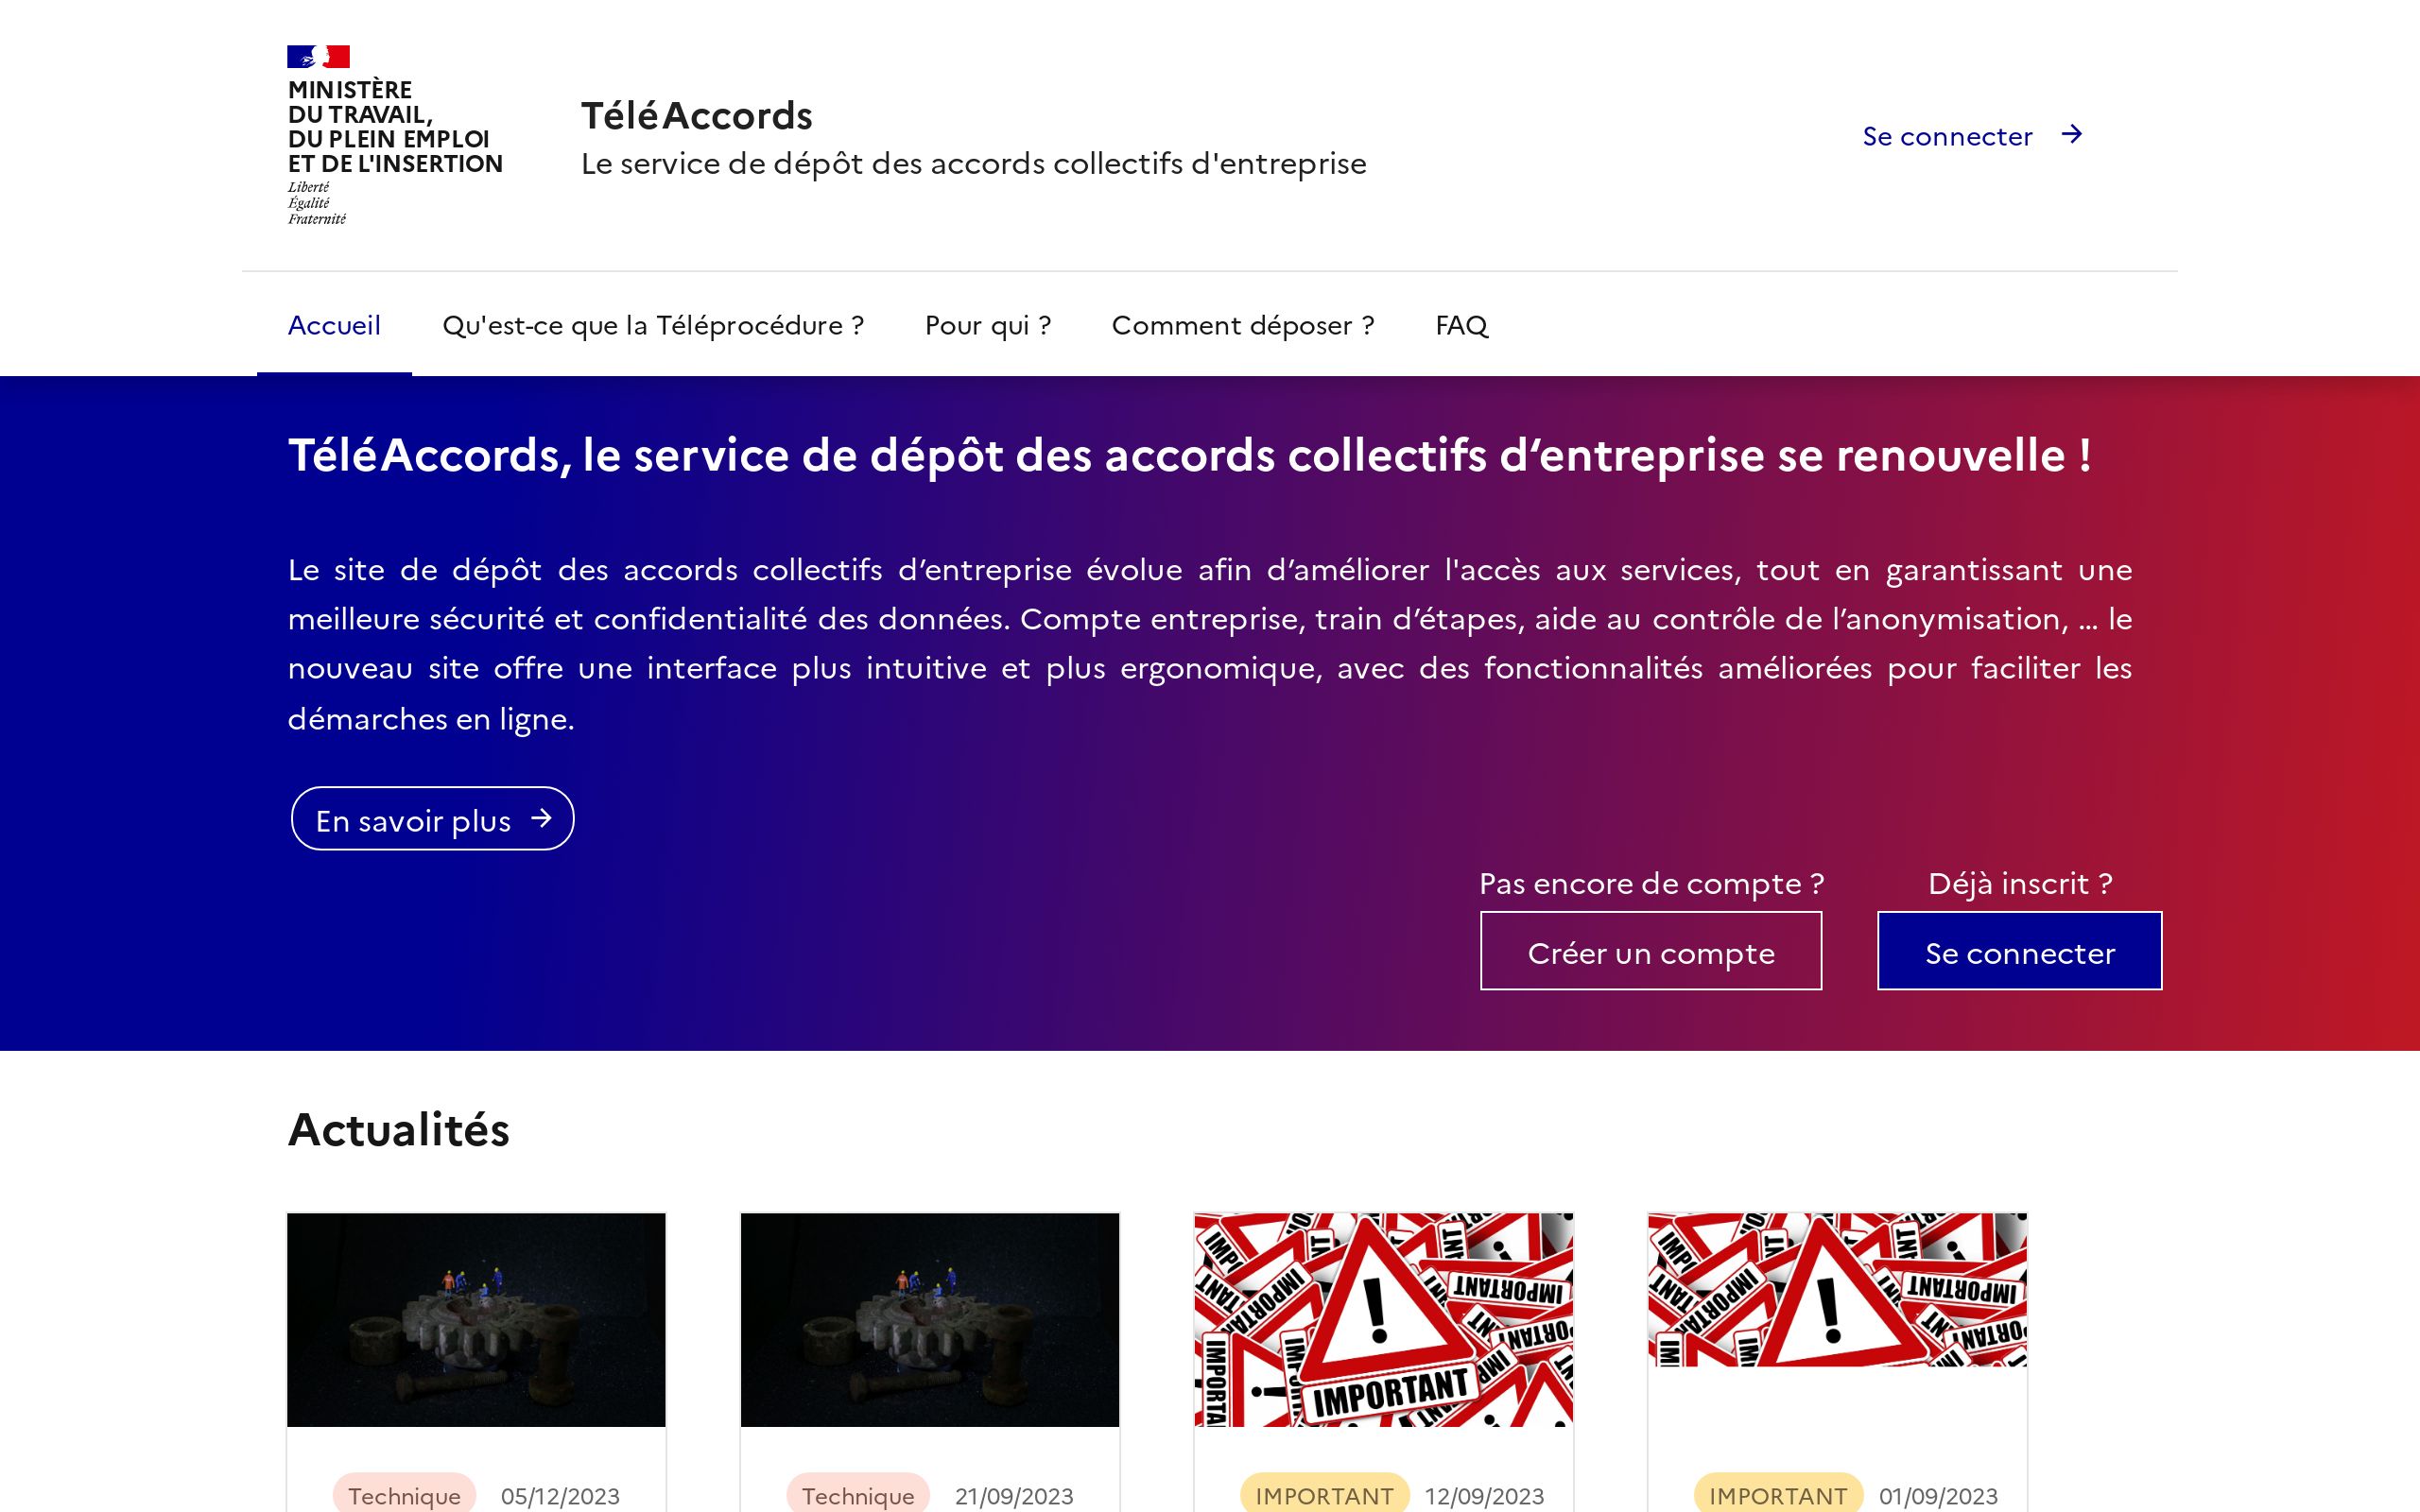 MINISTÈRE
DU TRAVAIL,
DU PLEIN EMPLOI
ET DE L'INSERTION
Liberté
Égalité
Fraternité
TéléAccords
Le service de dépôt des accords collectifs d'entreprise
Se connecter
Accueil
Qu'est-ce que la Téléprocédure ?
Pour qui ?
Comment déposer ?
FAQ
TéléAccords, le service de dépôt des accords collectifs d’entreprise se renouvelle !
Le site de dépôt des accords collectifs d’entreprise évolue afin d’améliorer l'accès aux services, tout en garantissant une
meilleure sécurité et confidentialité des données. Compte entreprise, train d’étapes, aide au contrôle de l’anonymisation, ... le
nouveau site offre une interface plus intuitive et plus ergonomique, avec des fonctionnalités améliorées pour faciliter les
démarches en ligne.
En savoir plus
Pas encore de compte ?
Déjà inscrit ?
Créer un compte
Se connecter
Actualités
IMPORTANT
IMPORTANT
IMPORTANT
IMPORTANT
IMPORTANT
Technique 05/12/2023
Technique 21/09/2023
IMPORTANT 12/09/2023
IMPORTANT 01/09/2023